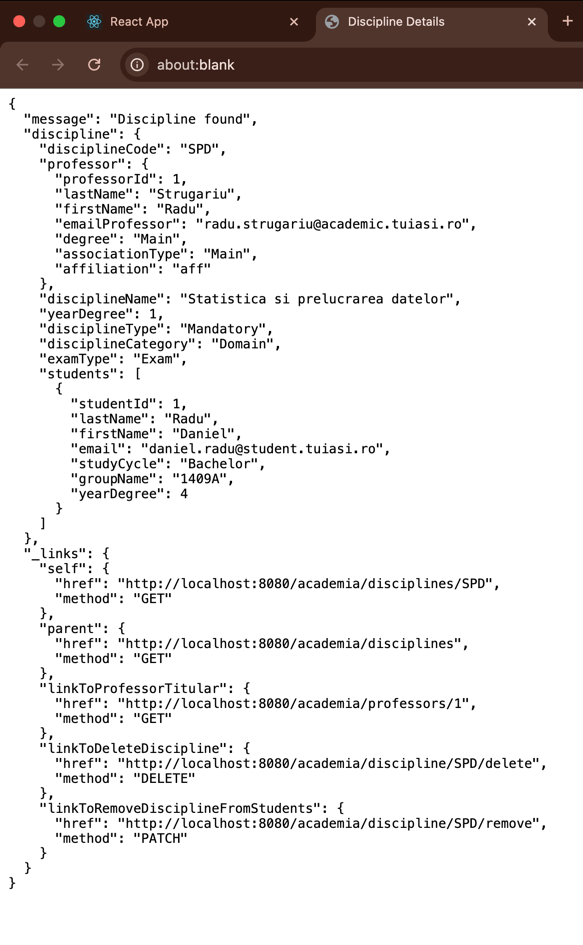 React App
Discipline Details
about:blank
{
  "message": "Discipline found",
  "discipline": {
    "disciplineCode": "SPD",
    "professor": {
      "professorId": 1,
      "lastName": "Strugariu",
      "firstName": "Radu",
      "emailProfessor": "radu.strugariu@academic.tuiasi.ro",
      "degree": "Main",
      "associationType": "Main",
      "affiliation": "aff"
    },
    "disciplineName": "Statistica si prelucrarea datelor",
    "yearDegree": 1,
    "disciplineType": "Mandatory",
    "disciplineCategory": "Domain",
    "examType": "Exam",
    "students": [
      {
        "studentId": 1,
        "lastName": "Radu",
        "firstName": "Daniel",
        "email": "daniel.radu@student.tuiasi.ro",
        "studyCycle": "Bachelor",
        "groupName": "1409A",
        "yearDegree": 4
      }
    ]
  },
  "_links": {
    "self": {
      "href": "http://localhost:8080/academia/disciplines/SPD",
      "method": "GET"
    },
    "parent": {
      "href": "http://localhost:8080/academia/disciplines",
      "method": "GET"
    },
    "linkToProfessorTitular": {
      "href": "http://localhost:8080/academia/professors/1",
      "method": "GET"
    },
    "linkToDeleteDiscipline": {
      "href": "http://localhost:8080/academia/discipline/SPD/delete",
      "method": "DELETE"
    },
    "linkToRemoveDisciplineFromStudents": {
      "href": "http://localhost:8080/academia/discipline/SPD/remove",
      "method": "PATCH"
    }
  }
}